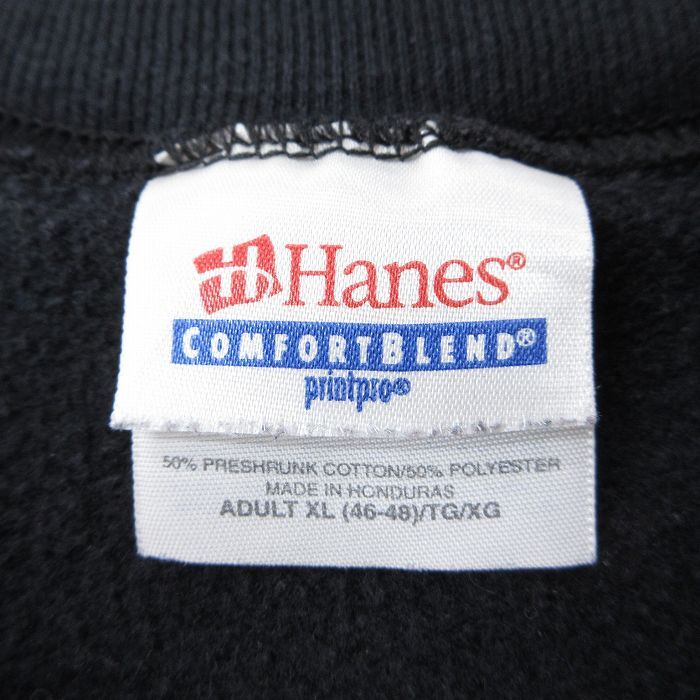 H Hanes®
COMFORTBLEND®
printpro®
50% PRESHRUNK COTTON/50% POLYESTER
MADE IN HONDURAS
ADULT XL (46-48)/TG/XG